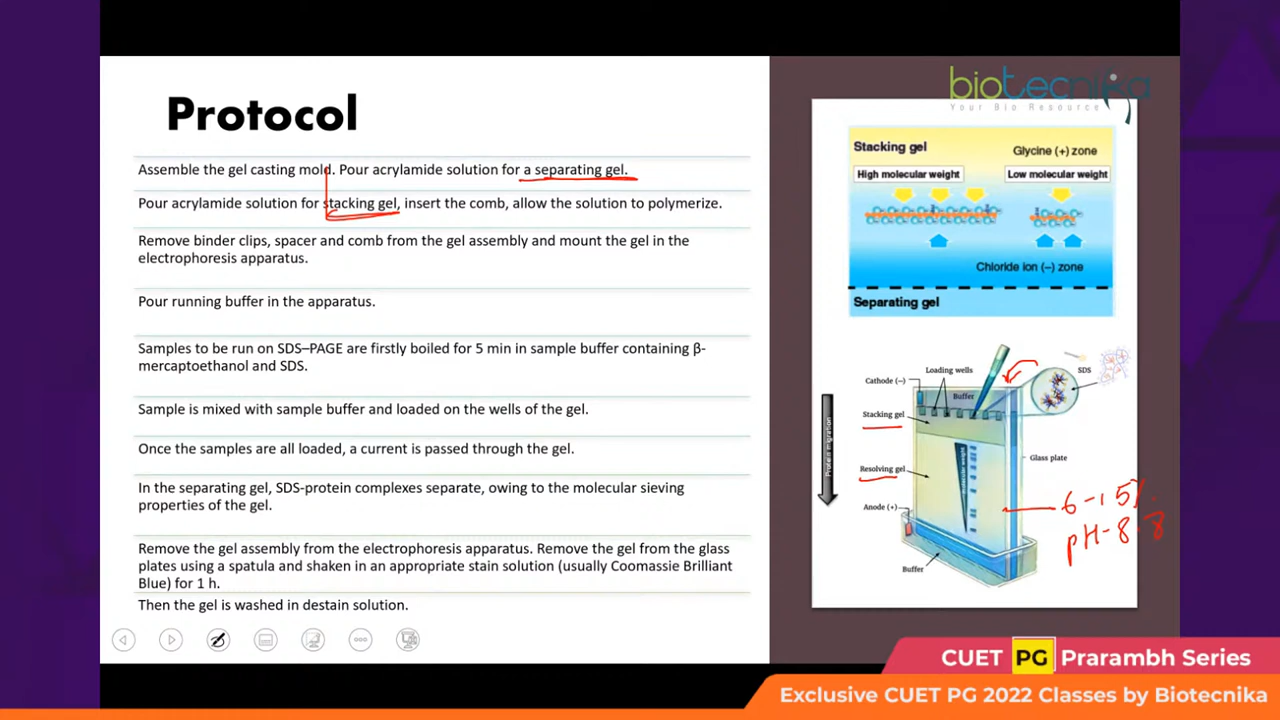 Protocol
Assemble the gel casting mold. Pour acrylamide solution for a separating gel.
Pour acrylamide solution for stacking gel, insert the comb, allow the solution to polymerize.
Remove binder clips, spacer and comb from the gel assembly and mount the gel in the
electrophoresis apparatus.
Pour running buffer in the apparatus.
Samples to be run on SDS–PAGE are firstly boiled for 5 min in sample buffer containing β-
mercaptoethanol and SDS.
Sample is mixed with sample buffer and loaded on the wells of the gel.
Once the samples are all loaded, a current is passed through the gel.
In the separating gel, SDS-protein complexes separate, owing to the molecular sieving
properties of the gel.
Remove the gel assembly from the electrophoresis apparatus. Remove the gel from the glass
plates using a spatula and shaken in an appropriate stain solution (usually Coomassie Brilliant
Blue) for 1 h.
Then the gel is washed in destain solution.
biotecnika
Your Bio Resource
Stacking gel
Glycine (+) zone
High molecular weight
Low molecular weight
Chloride ion (–) zone
Separating gel
Loading wells
SDS
Cathode (–)
Buffer
Stacking gel
Protein migration
Glass plate
Molecular weight
Resolving gel
Anode (+)
Buffer
6-15%
pH-8.8
CUET PG Prarambh Series
Exclusive CUET PG 2022 Classes by Biotecnika